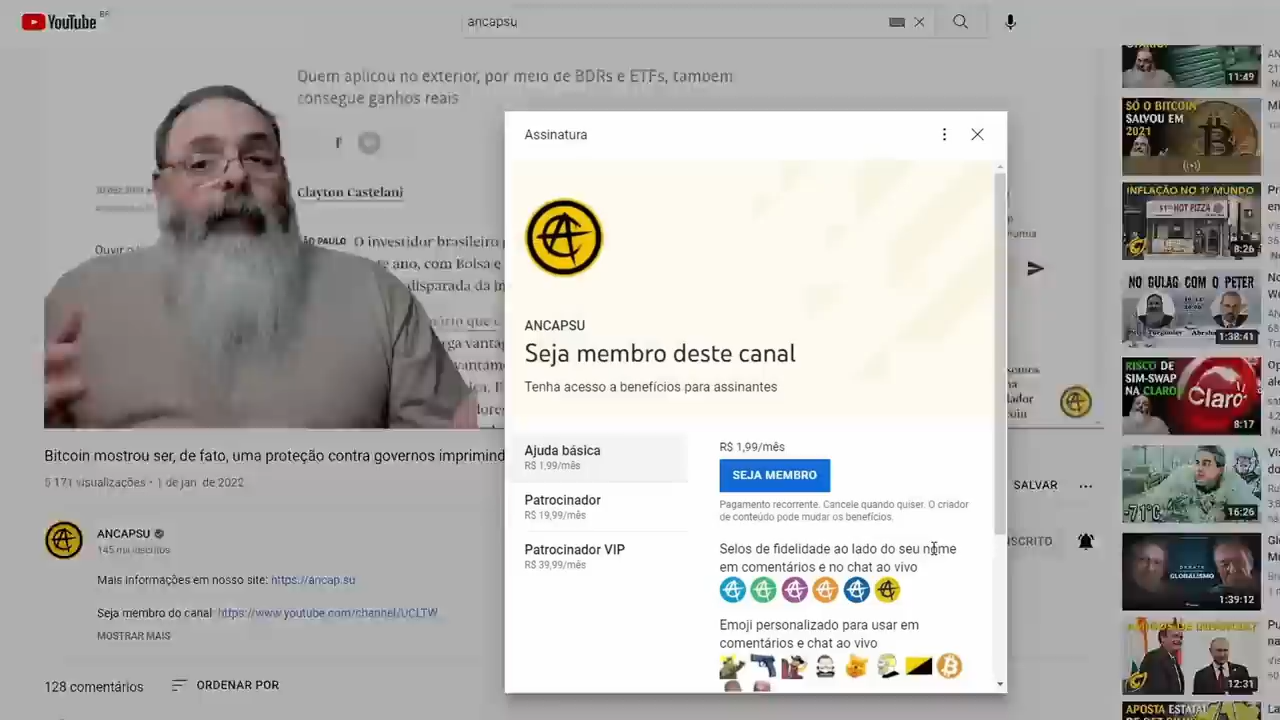 YouTube BR
ancapsu
Quem aplicou no exterior, por meio de BDRs e ETFs, também
consegue ganhos reais
Clayton Castelani
Ouvir o
SÃO PAULO O investidor brasileiro
te ano, com Bolsa e
disparada da
Assinatura
ANCAPSU
Seja membro deste canal
Tenha acesso a benefícios para assinantes
Ajuda básica
R$ 1,99/mês
Patrocinador
R$ 19,99/mês
Patrocinador VIP
R$ 39,99/mês
R$ 1,99/mês
SEJA MEMBRO
Pagamento recorrente. Cancele quando quiser. O criador
de conteúdo pode mudar os benefícios.
Selos de fidelidade ao lado do seu nome
em comentários e no chat ao vivo
Emoji personalizado para usar em
comentários e chat ao vivo
Bitcoin mostrou ser, de fato, uma proteção contra governos imprimind
5 171 visualizações • 1 de jan. de 2022
SALVAR
ANCAPSU
145 mil inscritos
INSCRITO
Mais informações em nosso site: https://ancap.su
Seja membro do canal: https://www.youtube.com/channel/UCLTW
MOSTRAR MAIS
128 comentários
ORDENAR POR
11:49
SÓ O BITCOIN
SALVOU EM
2021
INFLAÇÃO NO 1º MUNDO
$1 HOT PIZZA
8:26
NO GULAG COM O PETER
1:38:41
RISCO DE
SIM-SWAP
NA CLARO
Claro
8:17
-71°C
16:26
DEBATE
GLOBALISMO
1:39:12
12:31
APOSTA ESTATAL